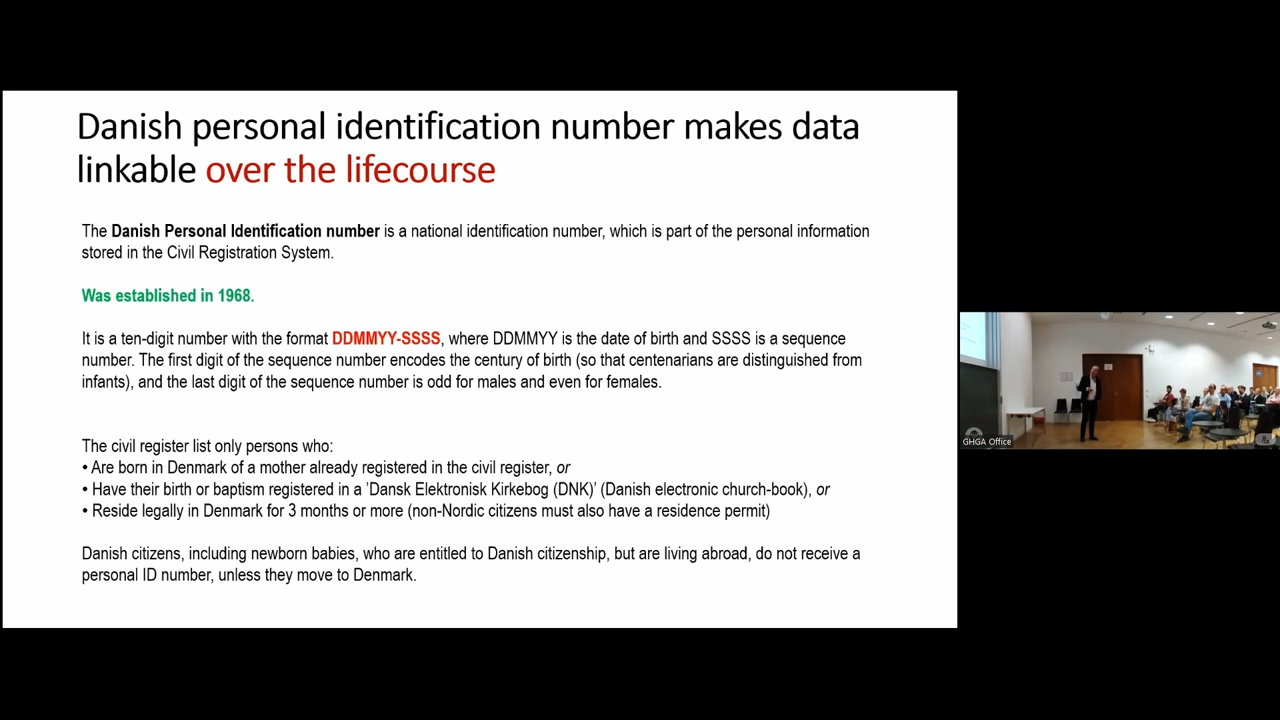 Danish personal identification number makes data
linkable over the lifecourse
The Danish Personal Identification number is a national identification number, which is part of the personal information
stored in the Civil Registration System.
Was established in 1968.
It is a ten-digit number with the format DDMMYY-SSSS, where DDMMYY is the date of birth and SSSS is a sequence
number. The first digit of the sequence number encodes the century of birth (so that centenarians are distinguished from
infants), and the last digit of the sequence number is odd for males and even for females.
The civil register list only persons who:
• Are born in Denmark of a mother already registered in the civil register, or
• Have their birth or baptism registered in a 'Dansk Elektronisk Kirkebog (DNK)' (Danish electronic church-book), or
• Reside legally in Denmark for 3 months or more (non-Nordic citizens must also have a residence permit)
Danish citizens, including newborn babies, who are entitled to Danish citizenship, but are living abroad, do not receive a
personal ID number, unless they move to Denmark.
GHGA Office